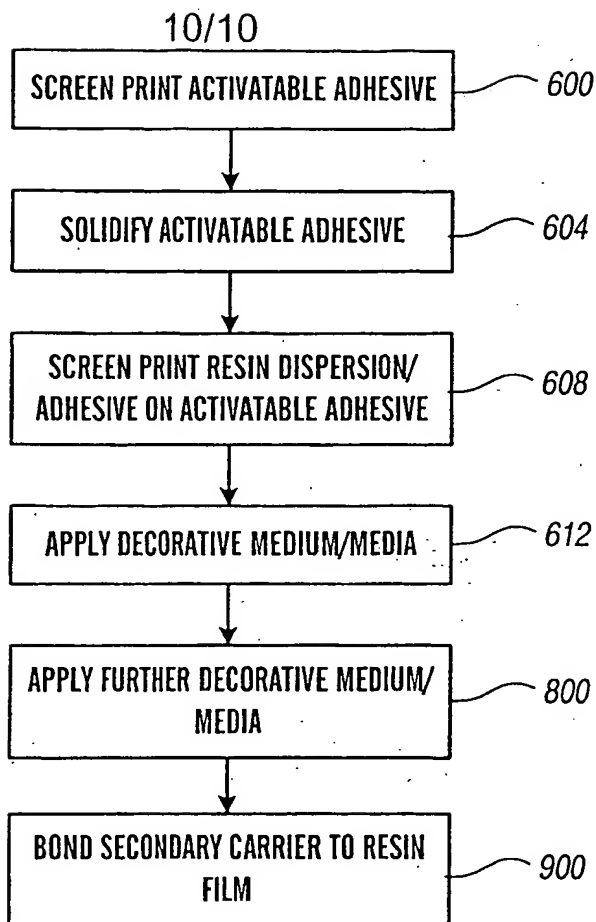 10/10
SCREEN PRINT ACTIVATABLE ADHESIVE
600
SOLIDIFY ACTIVATABLE ADHESIVE
604
SCREEN PRINT RESIN DISPERSION/
ADHESIVE ON ACTIVATABLE ADHESIVE
608
APPLY DECORATIVE MEDIUM/MEDIA
612
APPLY FURTHER DECORATIVE MEDIUM/
MEDIA
800
BOND SECONDARY CARRIER TO RESIN
FILM
900